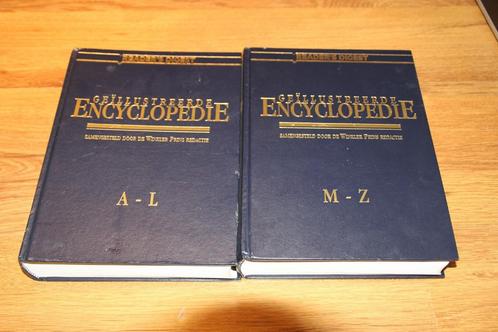 READER'S DIGEST
GEÏLLUSTREERDE
ENCYCLOPEDIE
SAMENGESTELD DOOR DE WINKLER PRINS REDACTIE
A - L
READER'S DIGEST
GEÏLLUSTREERDE
ENCYCLOPEDIE
SAMENGESTELD DOOR DE WINKLER PRINS REDACTIE
M - Z